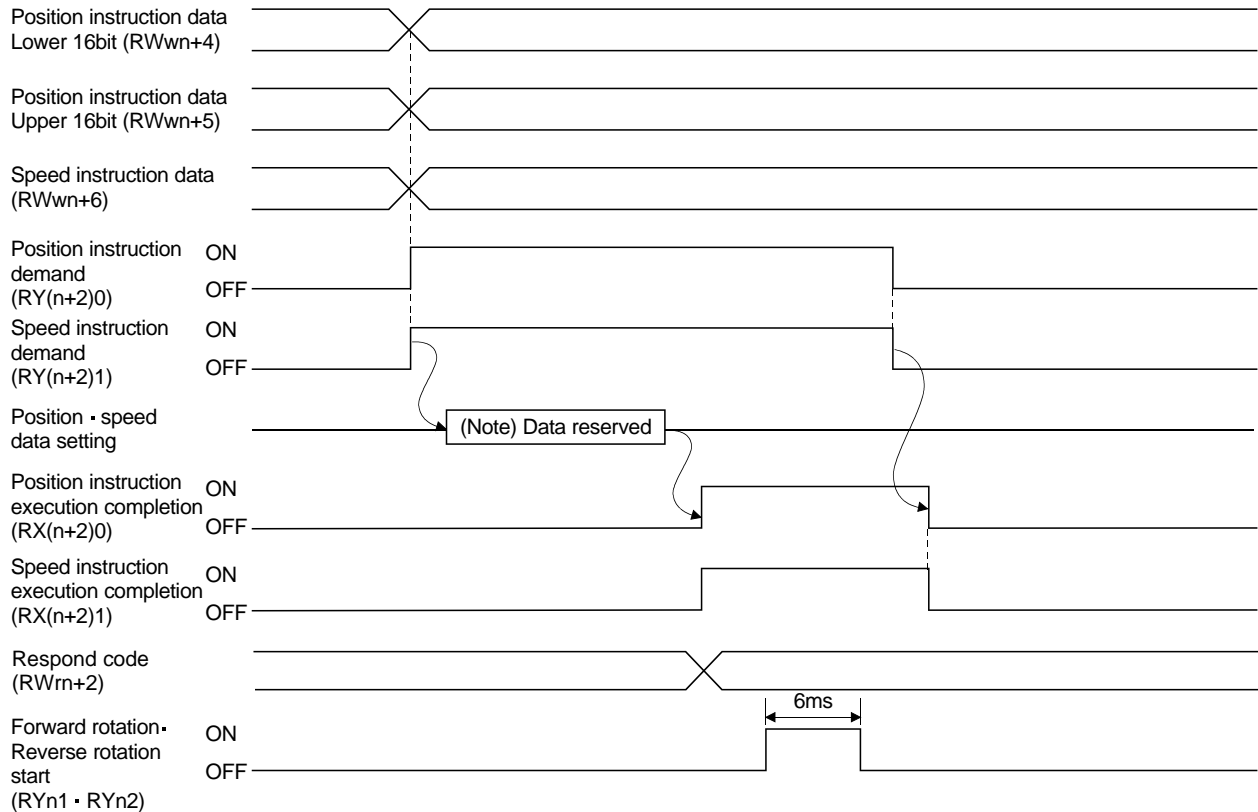 Position instruction data
Lower 16bit (RWwn+4)
Position instruction data
Upper 16bit (RWwn+5)
Speed instruction data
(RWwn+6)
Position instruction
demand
(RY(n+2)0)
ON
OFF
Speed instruction
demand
(RY(n+2)1)
ON
OFF
Position · speed
data setting
(Note) Data reserved
Position instruction
execution completion
(RX(n+2)0)
ON
OFF
Speed instruction
execution completion
(RX(n+2)1)
ON
OFF
Respond code
(RWrn+2)
6ms
Forward rotation·
Reverse rotation
start
(RYn1 · RYn2)
ON
OFF